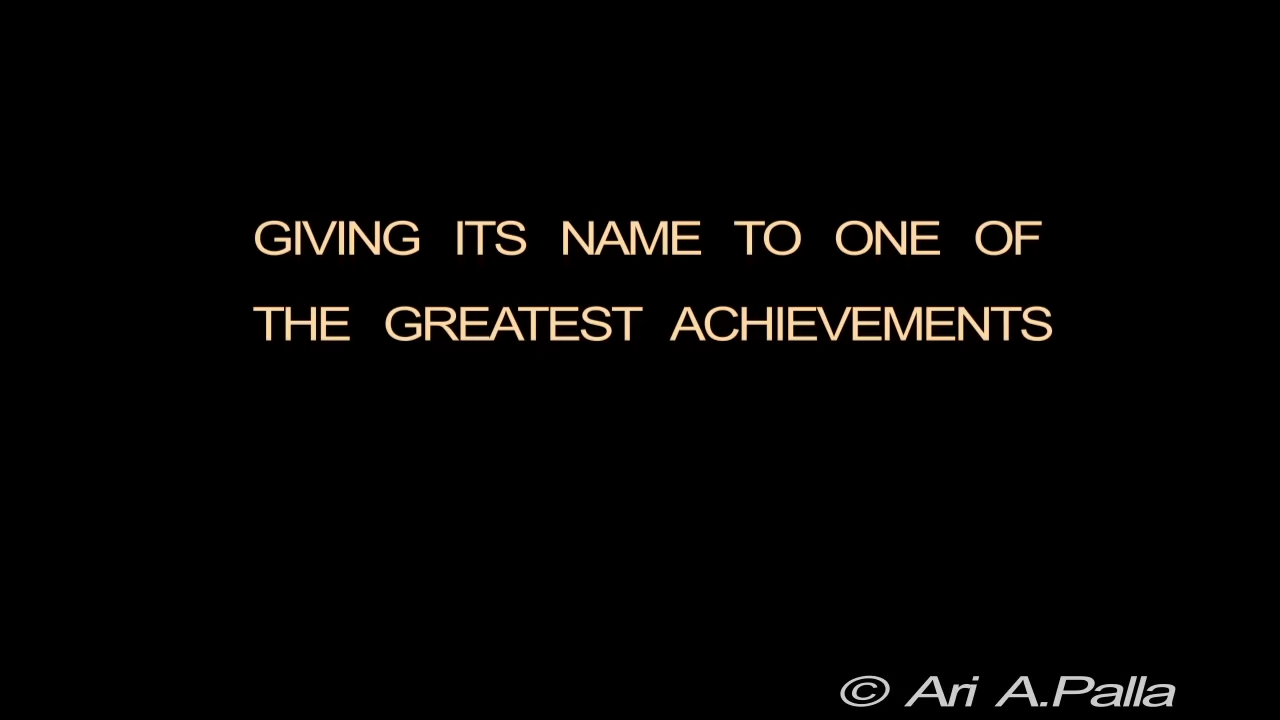 GIVING ITS NAME TO ONE OF
THE GREATEST ACHIEVEMENTS
© Ari A.Palla